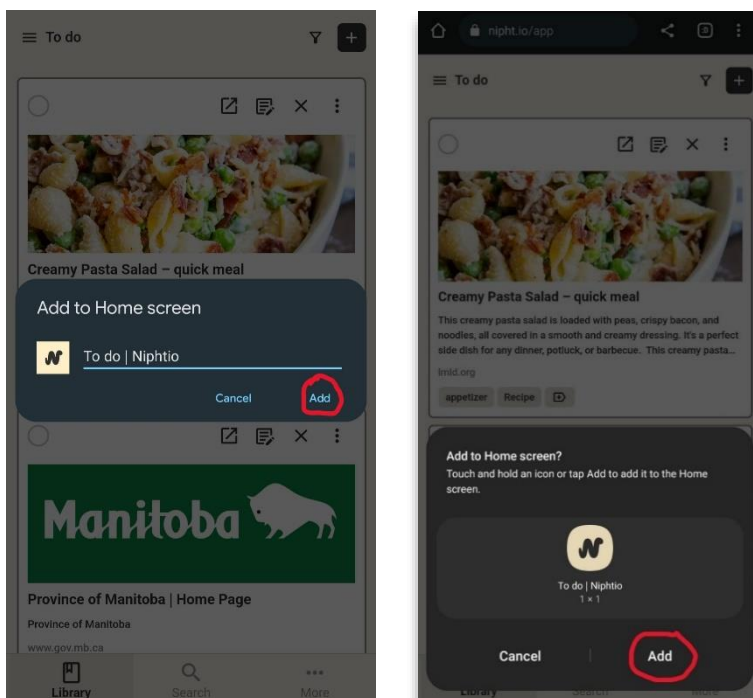 To do
Creamy Pasta Salad – quick meal
Add to Home screen
To do | Niphtio
Cancel
Add
Manitoba
Province of Manitoba | Home Page
Province of Manitoba
www.gov.mb.ca
Library
Search
More
nipht.io/app
To do
Creamy Pasta Salad – quick meal
This creamy pasta salad is loaded with peas, crispy bacon, and
noodles, all covered in a smooth and creamy dressing. It's a perfect
side dish for any dinner, potluck, or barbecue. This creamy pasta...
lmld.org
appetizer Recipe
Add to Home screen?
Touch and hold an icon or tap Add to add it to the Home
screen.
To do | Niphtio
1 × 1
Cancel
Add
Library
Search
More